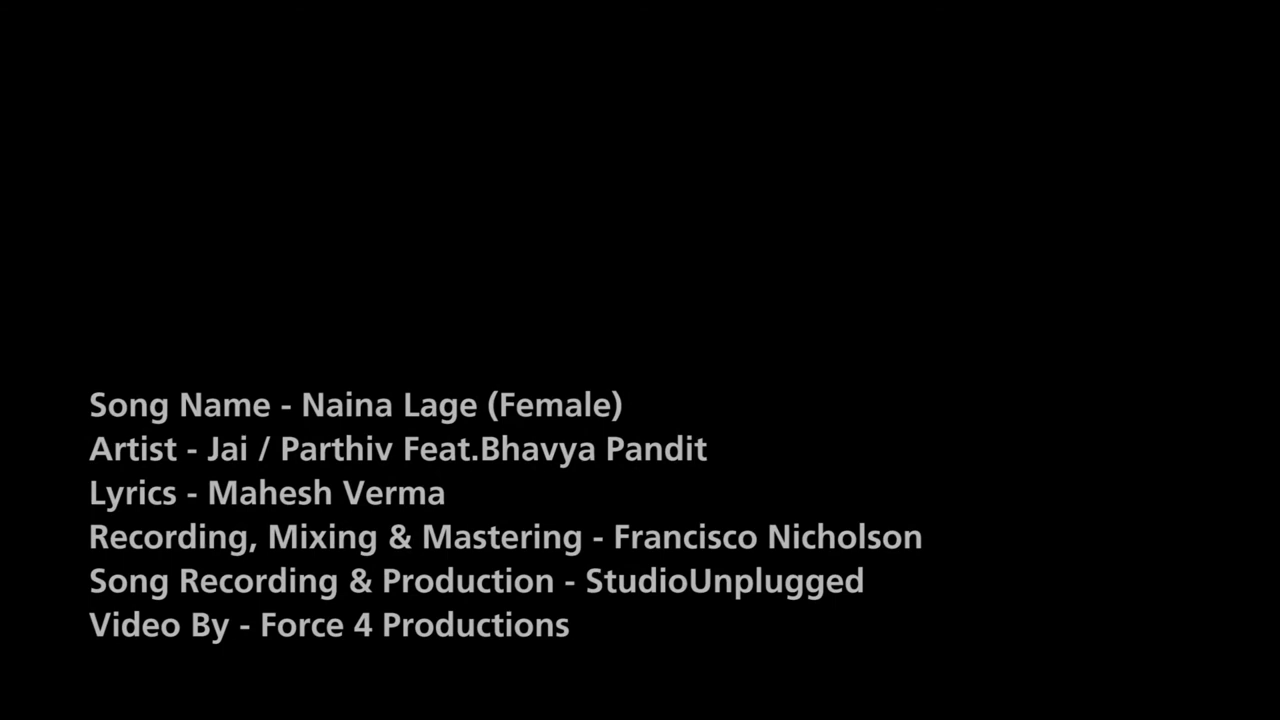 Song Name - Naina Lage (Female)
Artist - Jai / Parthiv Feat.Bhavya Pandit
Lyrics - Mahesh Verma
Recording, Mixing & Mastering - Francisco Nicholson
Song Recording & Production - StudioUnplugged
Video By - Force 4 Productions